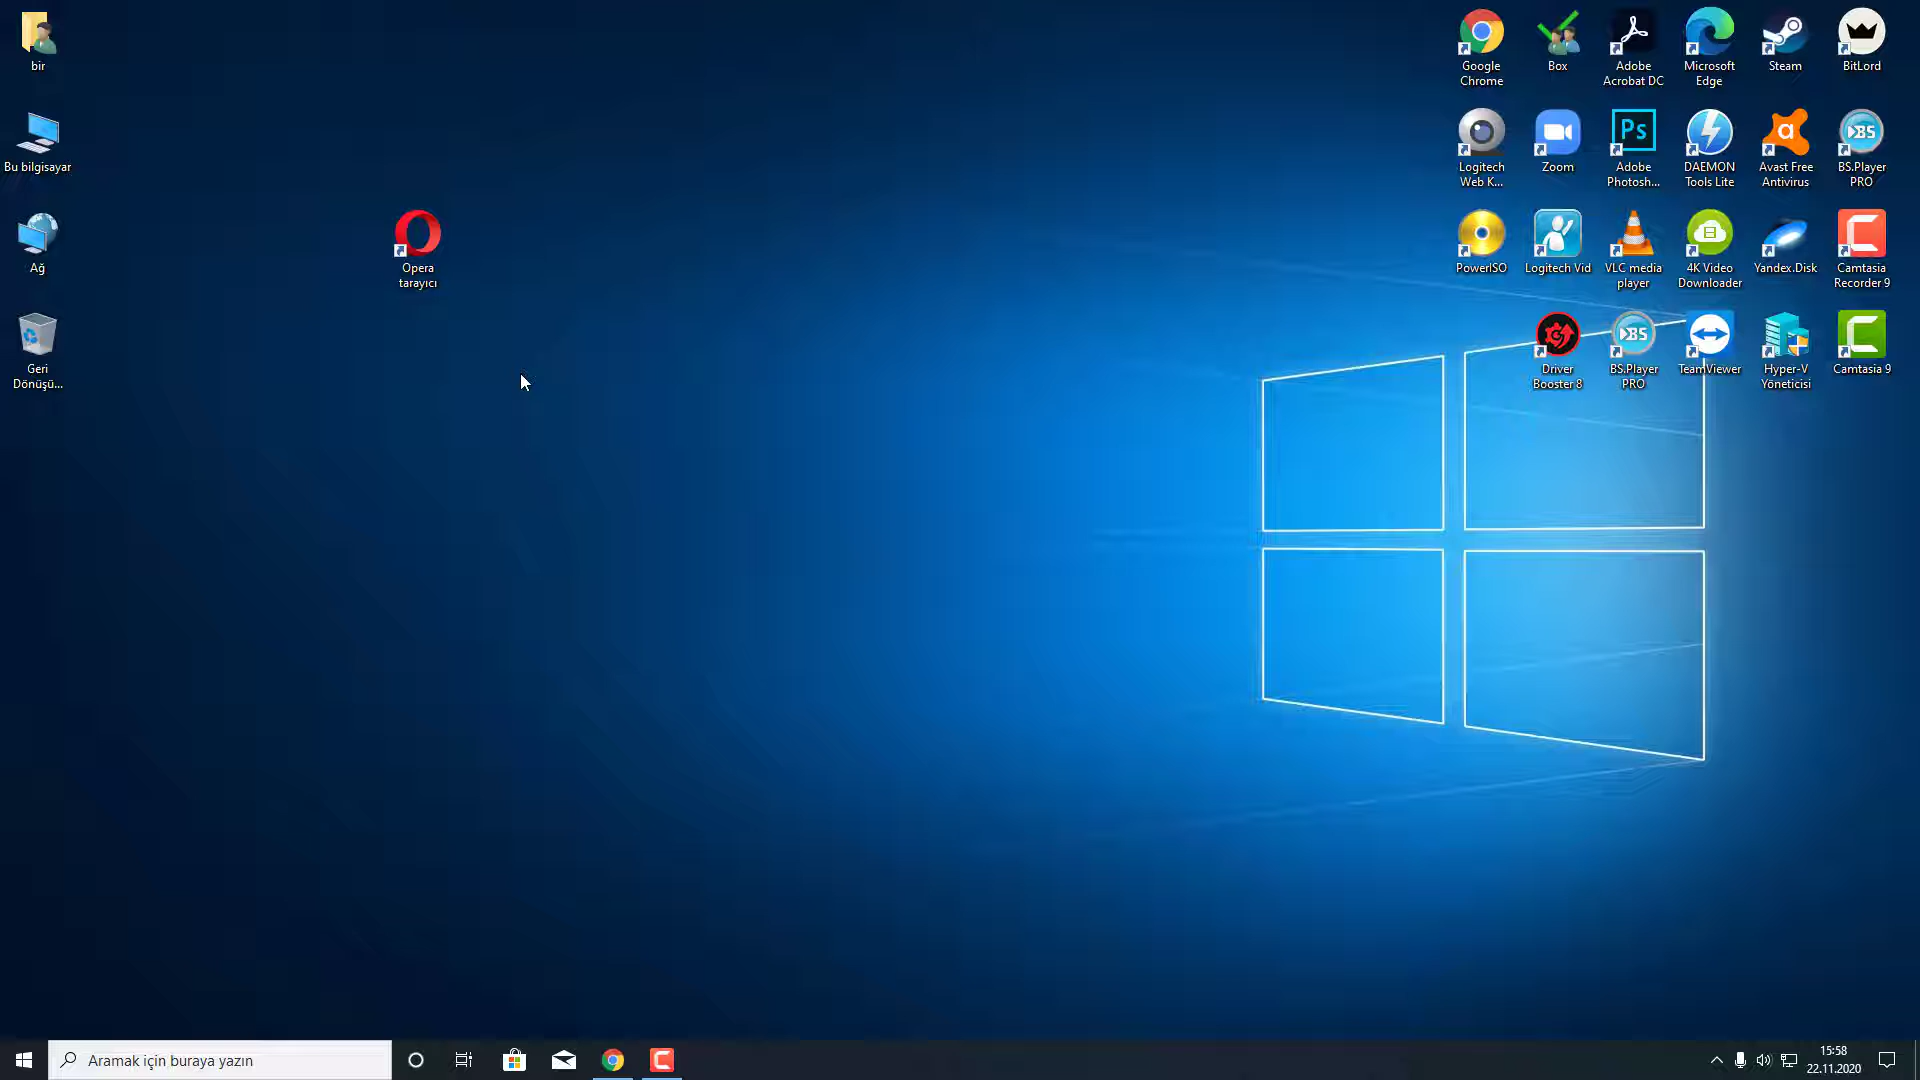 bir
Bu bilgisayar
Ağ
Geri
Dönüşü...
Opera
tarayıcı
Google
Chrome
Box
Adobe
Acrobat DC
Microsoft
Edge
Steam
BitLord
Logitech
Web K...
Zoom
Ps
Adobe
Photosh...
DAEMON
Tools Lite
a
Avast Free
Antivirus
BS
BS.Player
PRO
PowerISO
Logitech Vid
VLC media
player
4K Video
Downloader
Yandex.Disk
Camtasia
Recorder 9
Driver
Booster 8
BS
BS.Player
PRO
TeamViewer
Hyper-V
Yöneticisi
Camtasia 9
Aramak için buraya yazın
15:58
22.11.2020